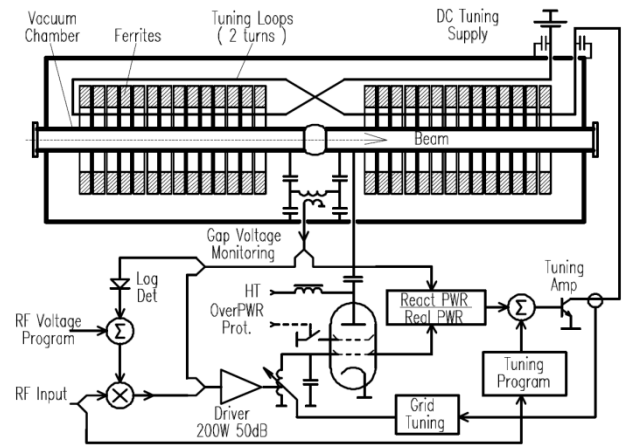 Vacuum
Chamber
Ferrites
Tuning Loops
( 2 turns )
DC Tuning
Supply
Beam
Gap Voltage
Monitoring
Log
Det
HT
OverPWR
Prot.
React PWR
Real PWR
Σ
Tuning
Amp
RF Voltage
Program
Σ
RF Input
Driver
200W 50dB
Grid
Tuning
Tuning
Program